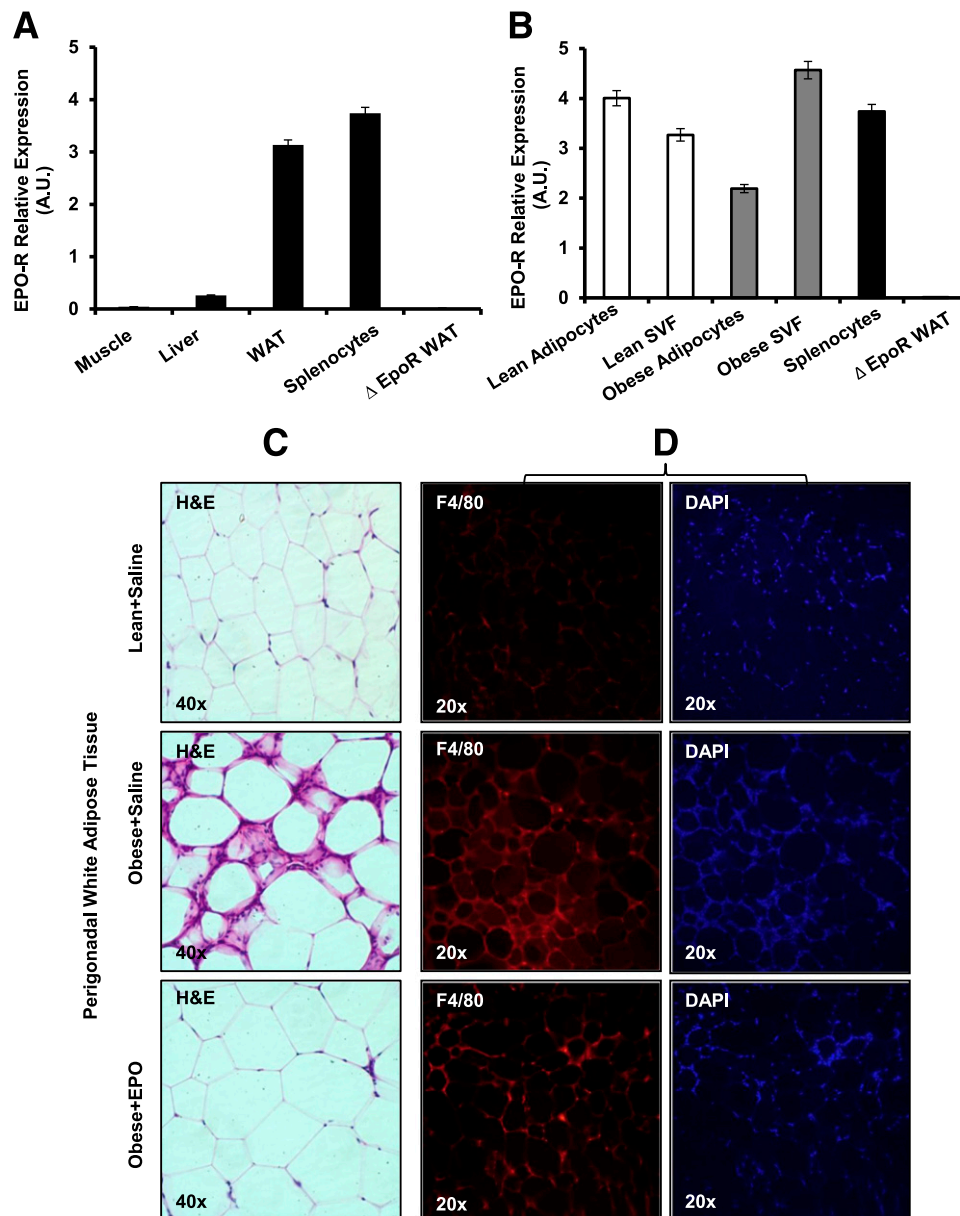 A
EPO-R Relative Expression
(A.U.)
5
4
3
2
1
0
Muscle
Liver
WAT
Splenocytes
Δ EpoR WAT
B
EPO-R Relative Expression
(A.U.)
5
4
3
2
1
0
Lean Adipocytes
Lean SVF
Obese Adipocytes
Obese SVF
Splenocytes
Δ EpoR WAT
C
D
Perigonadal White Adipose Tissue
Lean+Saline
H&E
40x
F4/80
20x
DAPI
20x
Obese+Saline
H&E
40x
F4/80
20x
DAPI
20x
Obese+EPO
H&E
40x
F4/80
20x
DAPI
20x